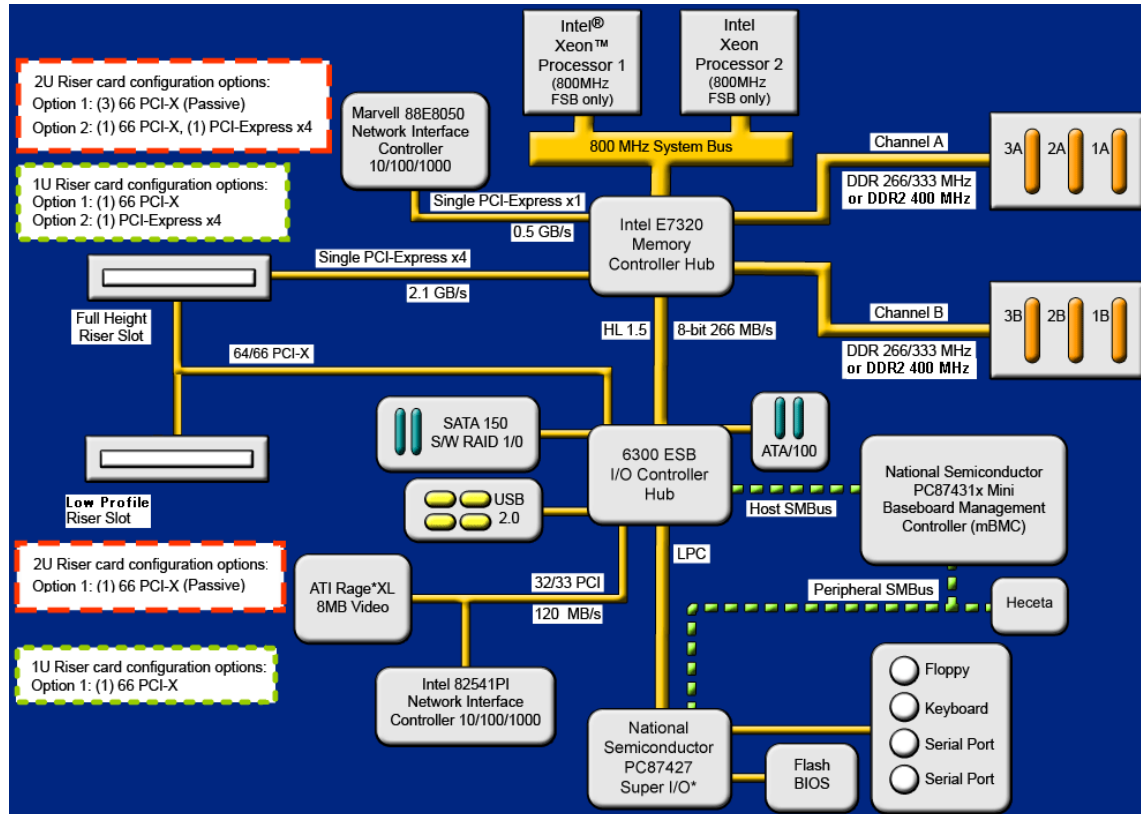 Intel®
Xeon™
Processor 1
(800MHz
FSB only)
Intel
Xeon
Processor 2
(800MHz
FSB only)
2U Riser card configuration options:
Option 1: (3) 66 PCI-X (Passive)
Option 2: (1) 66 PCI-X, (1) PCI-Express x4
Marvell 88E8050
Network Interface
Controller
10/100/1000
800 MHz System Bus
Channel A
DDR 266/333 MHz
or DDR2 400 MHz
3A 2A 1A
1U Riser card configuration options:
Option 1: (1) 66 PCI-X
Option 2: (1) PCI-Express x4
Single PCI-Express x1
0.5 GB/s
Intel E7320
Memory
Controller Hub
Single PCI-Express x4
2.1 GB/s
Full Height
Riser Slot
Channel B
DDR 266/333 MHz
or DDR2 400 MHz
3B 2B 1B
HL 1.5
8-bit 266 MB/s
64/66 PCI-X
SATA 150
S/W RAID 1/0
ATA/100
6300 ESB
I/O Controller
Hub
USB
2.0
Low Profile
Riser Slot
Host SMBus
National Semiconductor
PC87431x Mini
Baseboard Management
Controller (mBMC)
2U Riser card configuration options:
Option 1: (1) 66 PCI-X (Passive)
LPC
ATI Rage*XL
8MB Video
32/33 PCI
120 MB/s
Peripheral SMBus
Heceta
1U Riser card configuration options:
Option 1: (1) 66 PCI-X
Intel 82541PI
Network Interface
Controller 10/100/1000
National
Semiconductor
PC87427
Super I/O*
Flash
BIOS
Floppy
Keyboard
Serial Port
Serial Port